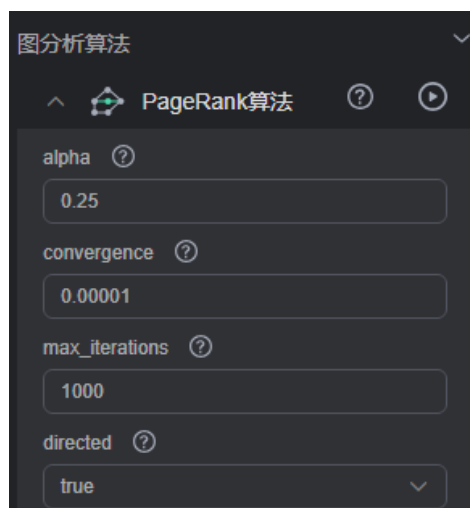 图分析算法
PageRank算法
alpha
0.25
convergence
0.00001
max_iterations
1000
directed
true